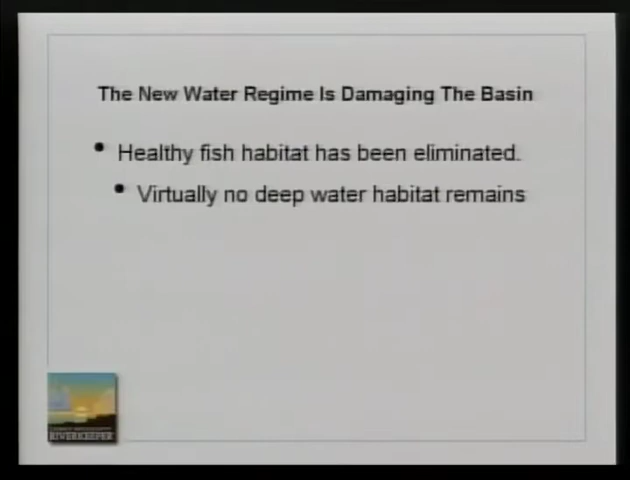 The New Water Regime Is Damaging The Basin
• Healthy fish habitat has been eliminated.
• Virtually no deep water habitat remains
RIVERKEEPER